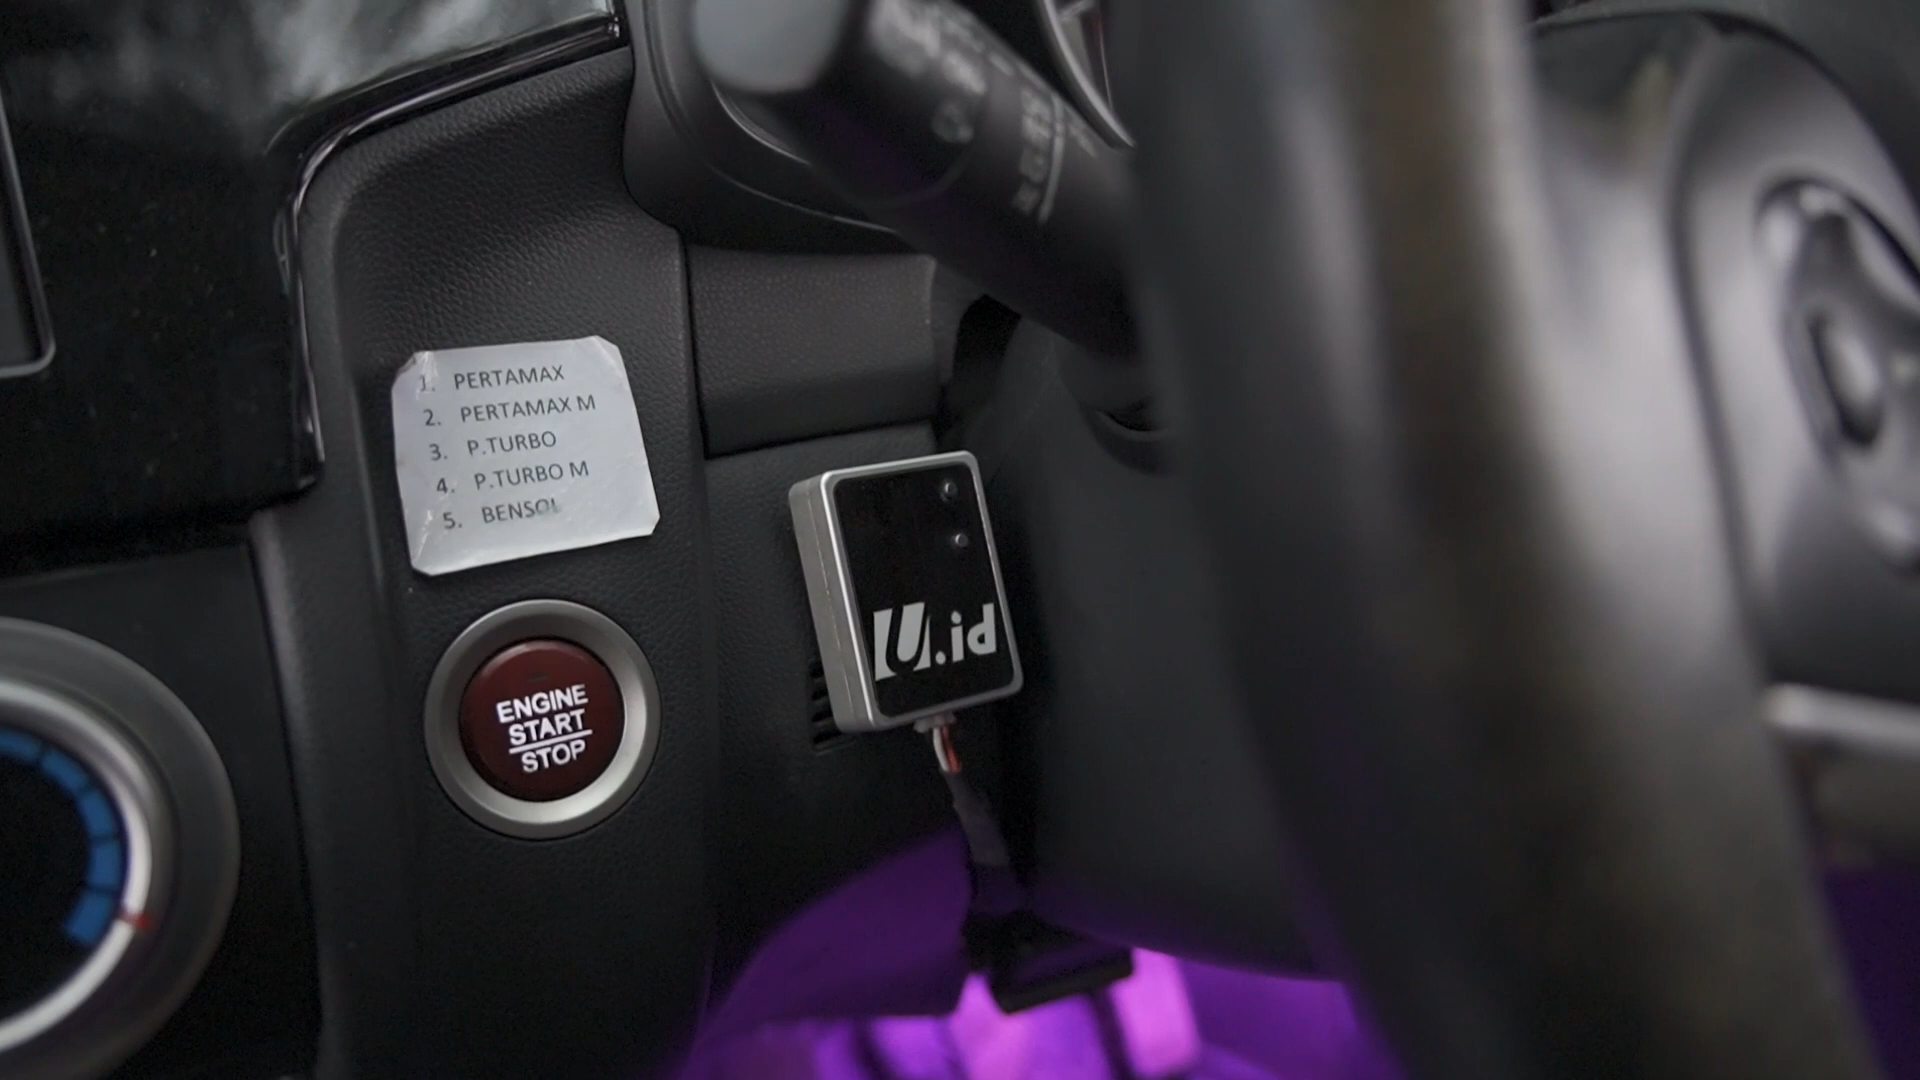 1. PERTAMAX
2. PERTAMAX M
3. P.TURBO
4. P.TURBO M
5. BENSOL
ENGINE
START
STOP
U.id